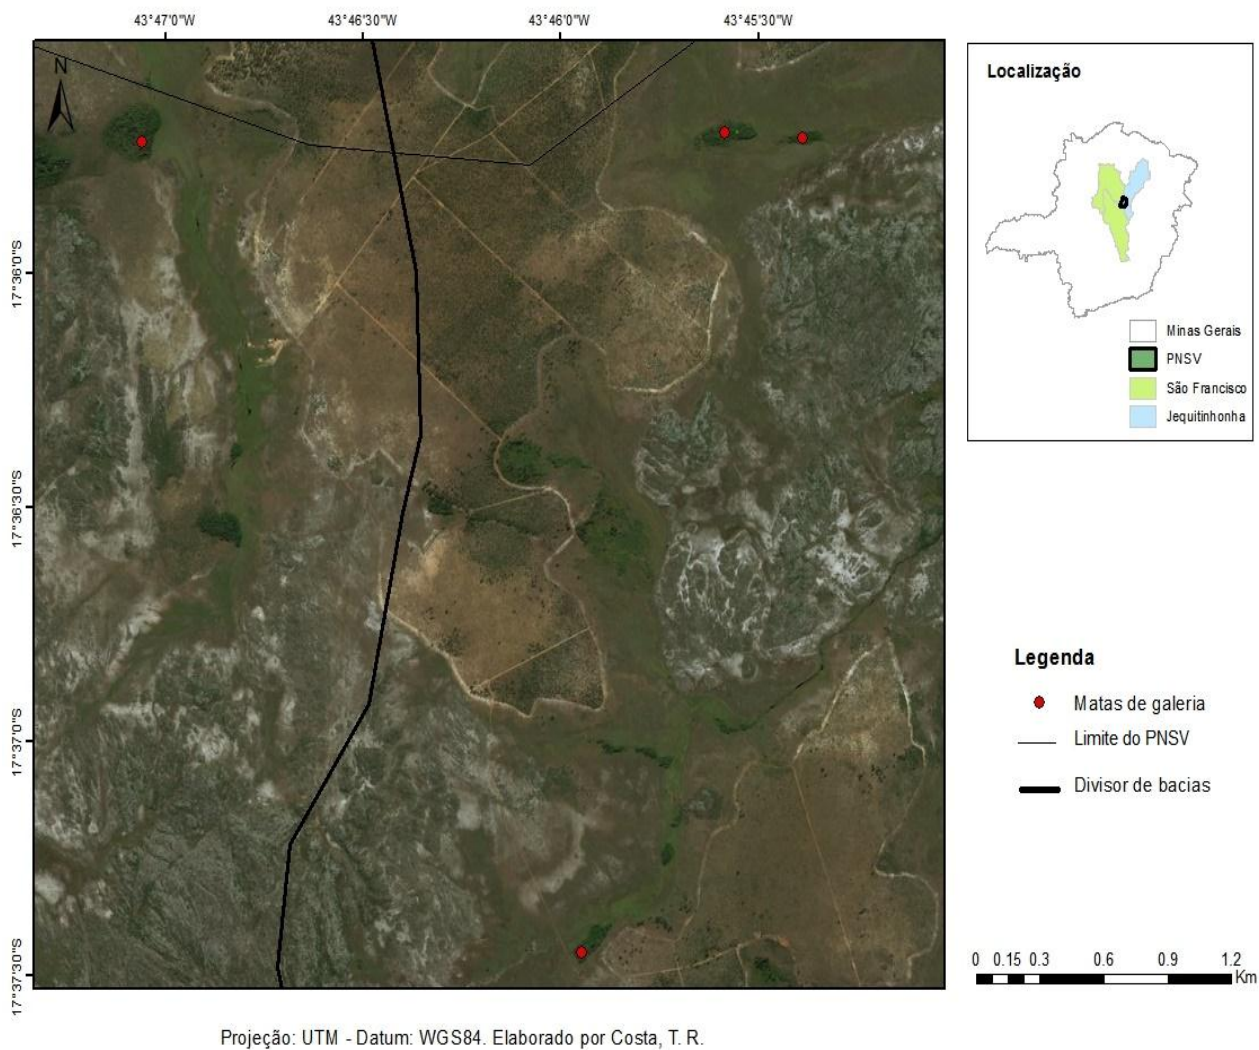 43°47'0"W 43°46'30"W 43°46'0"W 43°45'30"W
N
17°36'0"S
17°36'30"S
17°37'0"S
17°37'30"S
Localização
Minas Gerais
PNSV
São Francisco
Jequitinhonha
Legenda
Matas de galeria
Limite do PNSV
Divisor de bacias
0 0.15 0.3 0.6 0.9 1.2
Km
Projeção: UTM - Datum: WGS84. Elaborado por Costa, T. R.